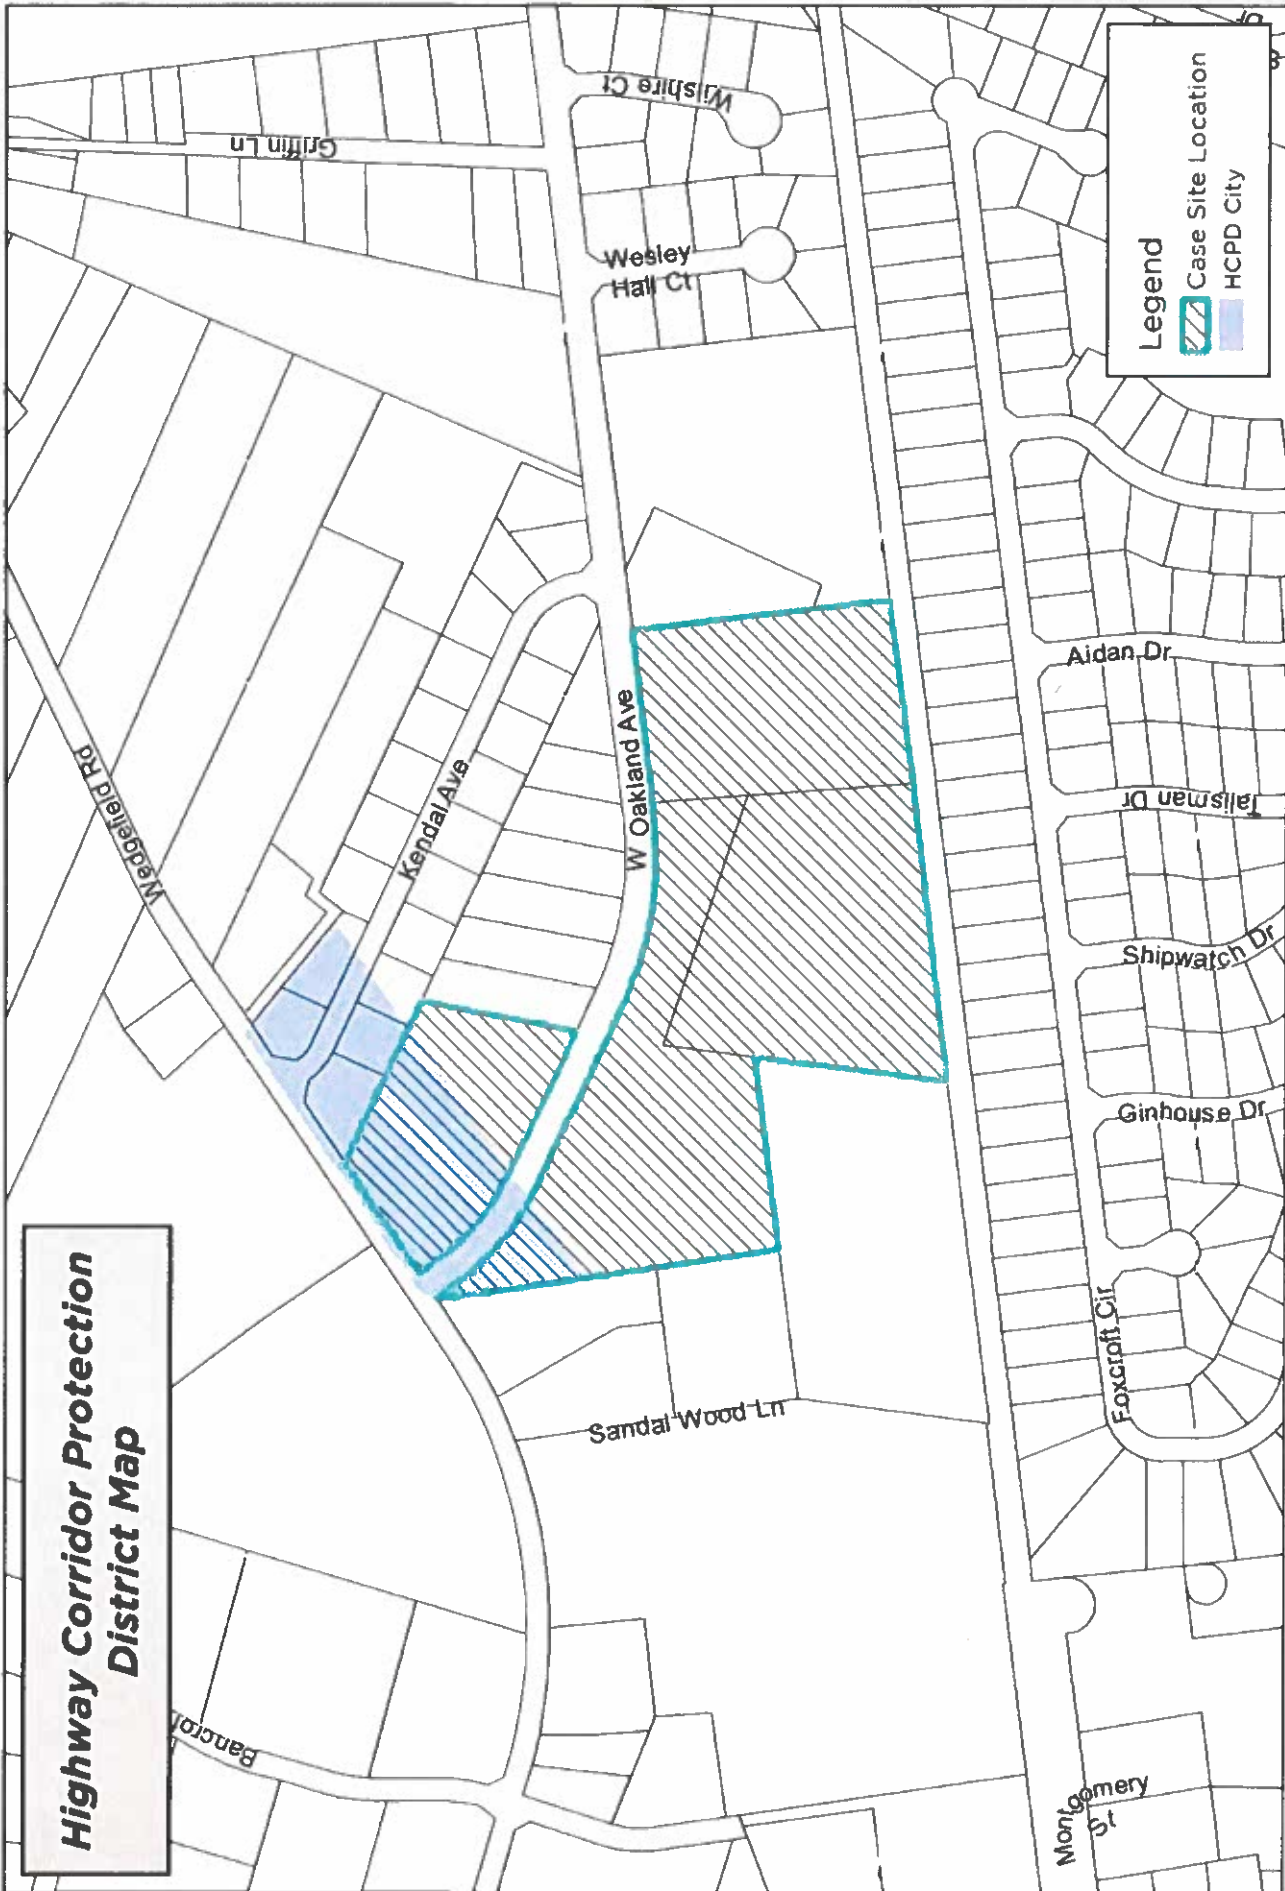 Highway Corridor Protection
District Map
Legend
Case Site Location
HCPD City
Wedgefield Rd
Kendal Ave
W Oakland Ave
Griffin Ln
Wilshire Ct
Wesley
Hall Ct
Sandal Wood Ln
Aidan Dr
Talisman Dr
Shipwatch Dr
Ginhouse Dr
Foxcroft Cir
Montgomery
St
Dr